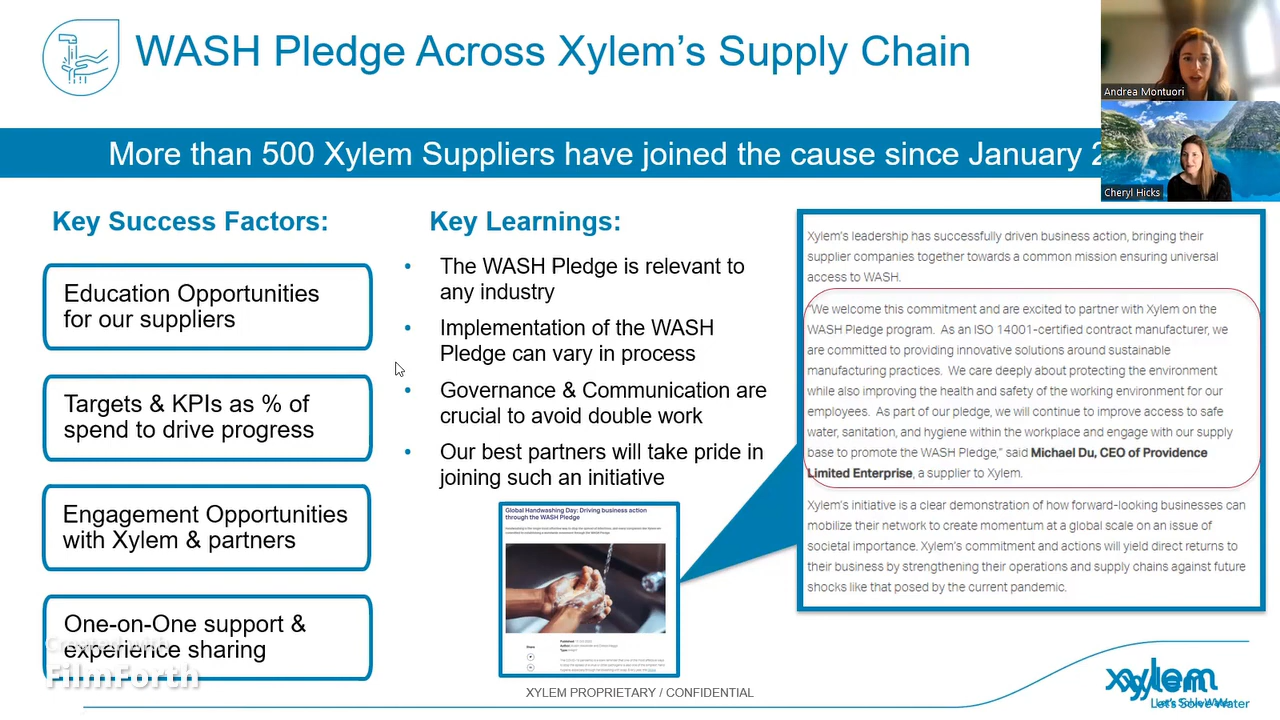 WASH Pledge Across Xylem's Supply Chain
More than 500 Xylem Suppliers have joined the cause since January
Andrea Montuori
Cheryl Hicks
Key Success Factors:
Education Opportunities
for our suppliers
Targets & KPIs as % of
spend to drive progress
Engagement Opportunities
with Xylem & partners
One-on-One support &
experience sharing
Key Learnings:
• The WASH Pledge is relevant to
any industry
• Implementation of the WASH
Pledge can vary in process
• Governance & Communication are
crucial to avoid double work
• Our best partners will take pride in
joining such an initiative
Global Handwashing Day: Driving business action
through the WASH Pledge
Share
Xylem's leadership has successfully driven business action, bringing their
supplier companies together towards a common mission ensuring universal
access to WASH.
"We welcome this commitment and are excited to partner with Xylem on the
WASH Pledge program. As an ISO 14001-certified contract manufacturer, we
are committed to providing innovative solutions around sustainable
manufacturing practices. We care deeply about protecting the environment
while also improving the health and safety of the working environment for our
employees. As part of our pledge, we will continue to improve access to safe
water, sanitation, and hygiene within the workplace and engage with our supply
base to promote the WASH Pledge," said Michael Du, CEO of Providence
Limited Enterprise, a supplier to Xylem.
Xylem's initiative is a clear demonstration of how forward-looking businesses can
mobilize their network to create momentum at a global scale on an issue of
societal importance. Xylem's commitment and actions will yield direct returns to
their business by strengthening their operations and supply chains against future
shocks like that posed by the current pandemic.
Created with
FilmForth
XYLEM PROPRIETARY / CONFIDENTIAL
xylem
Let's Solve Water